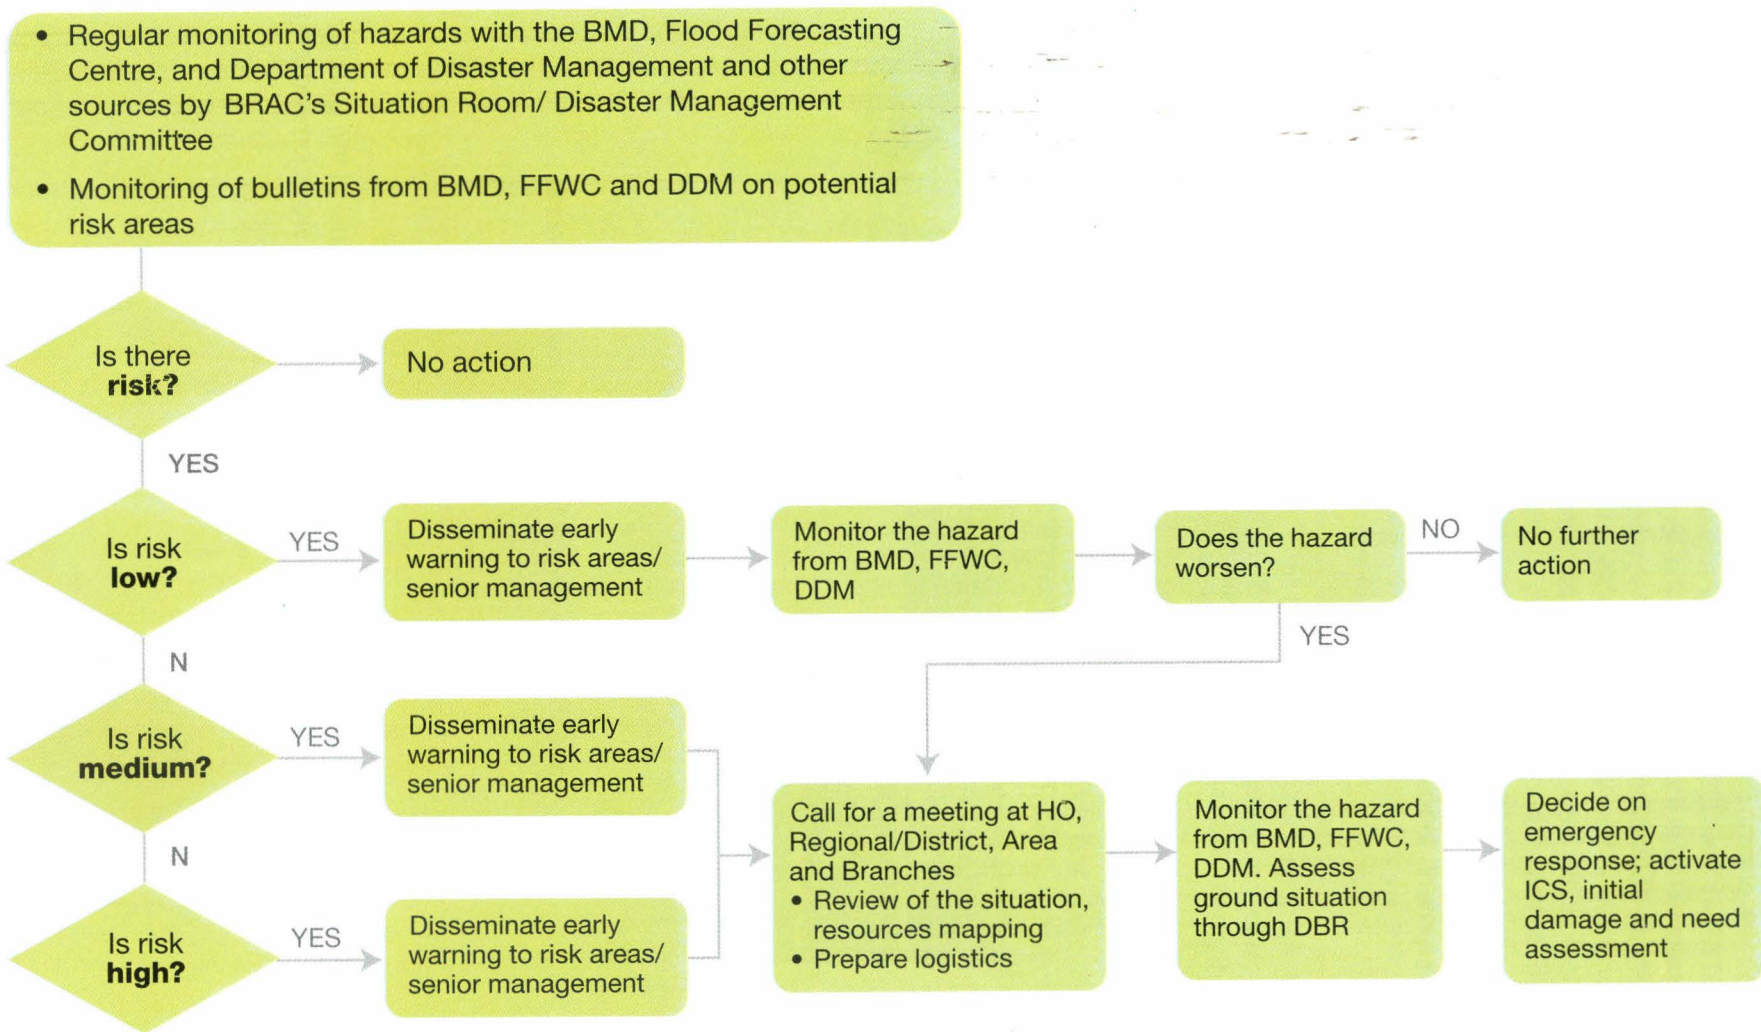 • Regular monitoring of hazards with the BMD, Flood Forecasting
Centre, and Department of Disaster Management and other
sources by BRAC's Situation Room/ Disaster Management
Committee
• Monitoring of bulletins from BMD, FFWC and DDM on potential
risk areas
Is there
risk?
No action
YES
Is risk
low?
YES
Disseminate early
warning to risk areas/
senior management
Monitor the hazard
from BMD, FFWC,
DDM
Does the hazard
worsen?
NO
No further
action
YES
N
Is risk
medium?
YES
Disseminate early
warning to risk areas/
senior management
N
Is risk
high?
YES
Disseminate early
warning to risk areas/
senior management
Call for a meeting at HO,
Regional/District, Area
and Branches
• Review of the situation,
resources mapping
• Prepare logistics
Monitor the hazard
from BMD, FFWC,
DDM. Assess
ground situation
through DBR
Decide on
emergency
response; activate
ICS, initial
damage and need
assessment